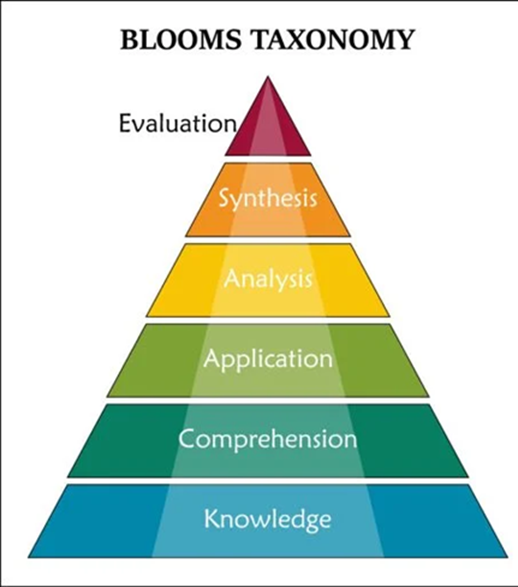 BLOOMS TAXONOMY
Evaluation
Synthesis
Analysis
Application
Comprehension
Knowledge